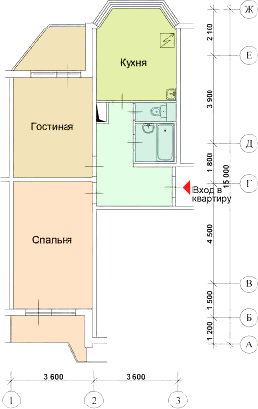 Ж
2 100
Е
Кухня
3 900
Гостиная
Д
1 800
15 000
Г
Вход в
квартиру
4 500
Спальня
В
1 500
Б
1 200
А
3 600
3 600
1
2
3